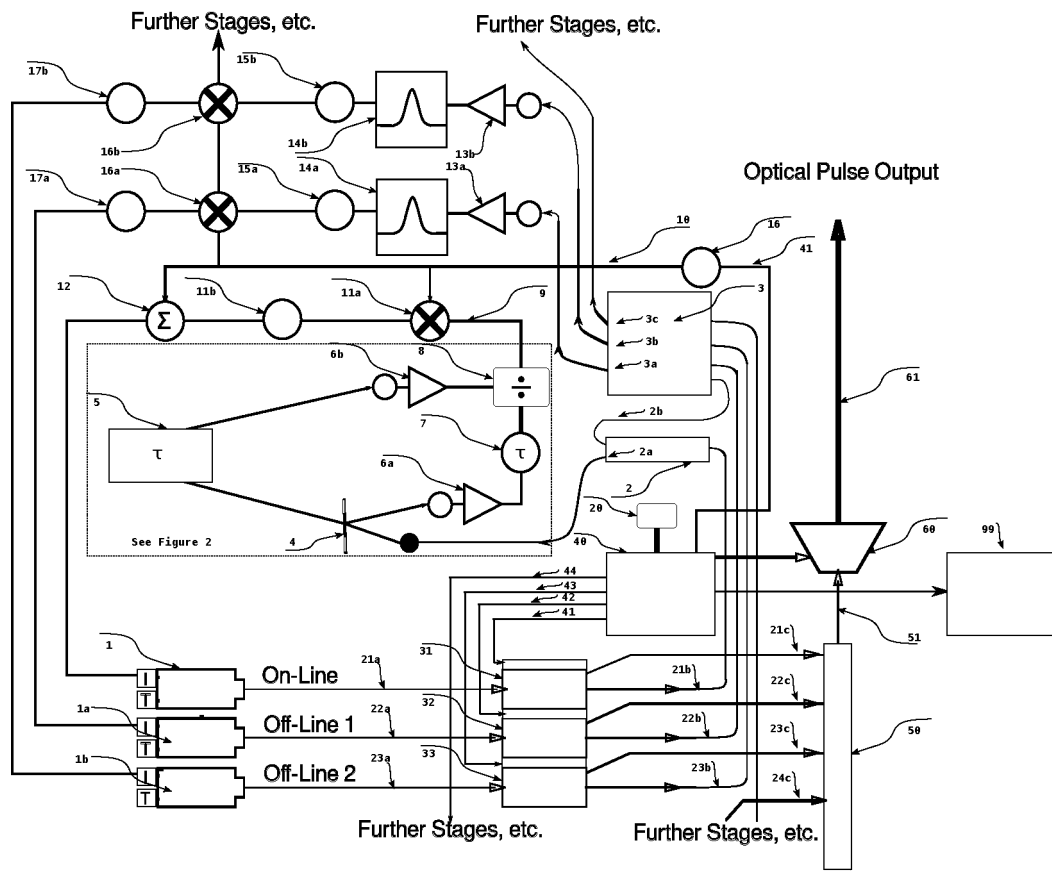 Further Stages, etc.
Further Stages, etc.
17b
15b
16b
14b
13b
16a
17a
15a
14a
13a
Optical Pulse Output
10
16
41
12
11b
11a
9
3
Σ
3c
3b
3a
6b
8
÷
5
τ
7
τ
2b
2a
2
6a
61
20
4
See Figure 2
40
60
99
44
43
42
41
51
1
31
21a
21c
On-Line
I
T
21b
22c
1a
32
22a
Off-Line 1
I
T
22b
23c
50
1b
33
23a
Off-Line 2
I
T
23b
24c
Further Stages, etc.
Further Stages, etc.